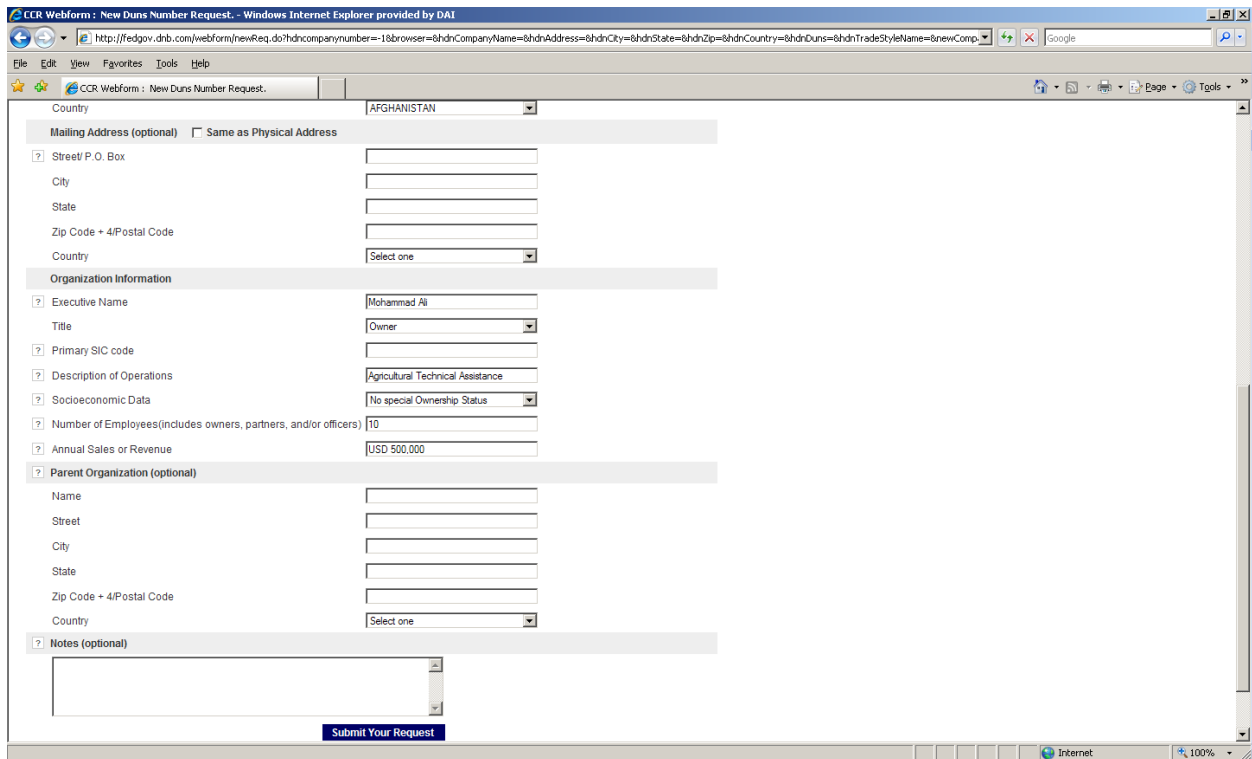 CCR Webform : New Duns Number Request. - Windows Internet Explorer provided by DAI
http://fedgov.dnb.com/webform/newReq.do?hdncompanynumber=-1&browser=&hdnCompanyName=&hdnAddress=&hdnCity=&hdnState=&hdnZip=&hdnCountry=&hdnDuns=&hdnTradeStyleName=&newComp Google
File Edit View Favorites Tools Help
CCR Webform : New Duns Number Request. Page Tools »
Country AFGHANISTAN
Mailing Address (optional) Same as Physical Address
? Street/ P.O. Box
City
State
Zip Code + 4/Postal Code
Country Select one
Organization Information
? Executive Name Mohammad Ali
Title Owner
? Primary SIC code
? Description of Operations Agricultural Technical Assistance
? Socioeconomic Data No special Ownership Status
? Number of Employees(includes owners, partners, and/or officers) 10
? Annual Sales or Revenue USD 500,000
? Parent Organization (optional)
Name
Street
City
State
Zip Code + 4/Postal Code
Country Select one
? Notes (optional)
Submit Your Request
Internet 100%